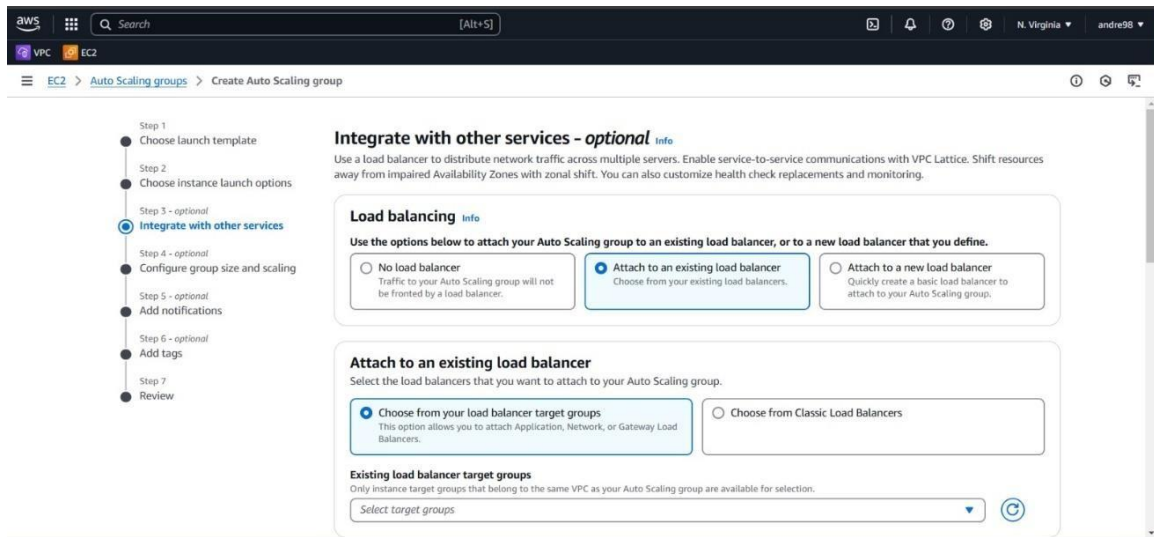 aws
Search
[Alt+S]
N. Virginia
andre98
VPC
EC2
EC2 > Auto Scaling groups > Create Auto Scaling group
Step 1
Choose launch template
Step 2
Choose instance launch options
Step 3 - optional
Integrate with other services
Step 4 - optional
Configure group size and scaling
Step 5 - optional
Add notifications
Step 6 - optional
Add tags
Step 7
Review
Integrate with other services - optional Info
Use a load balancer to distribute network traffic across multiple servers. Enable service-to-service communications with VPC Lattice. Shift resources
away from impaired Availability Zones with zonal shift. You can also customize health check replacements and monitoring.
Load balancing Info
Use the options below to attach your Auto Scaling group to an existing load balancer, or to a new load balancer that you define.
No load balancer
Traffic to your Auto Scaling group will not
be fronted by a load balancer.
Attach to an existing load balancer
Choose from your existing load balancers.
Attach to a new load balancer
Quickly create a basic load balancer to
attach to your Auto Scaling group.
Attach to an existing load balancer
Select the load balancers that you want to attach to your Auto Scaling group.
Choose from your load balancer target groups
This option allows you to attach Application, Network, or Gateway Load
Balancers.
Choose from Classic Load Balancers
Existing load balancer target groups
Only instance target groups that belong to the same VPC as your Auto Scaling group are available for selection.
Select target groups